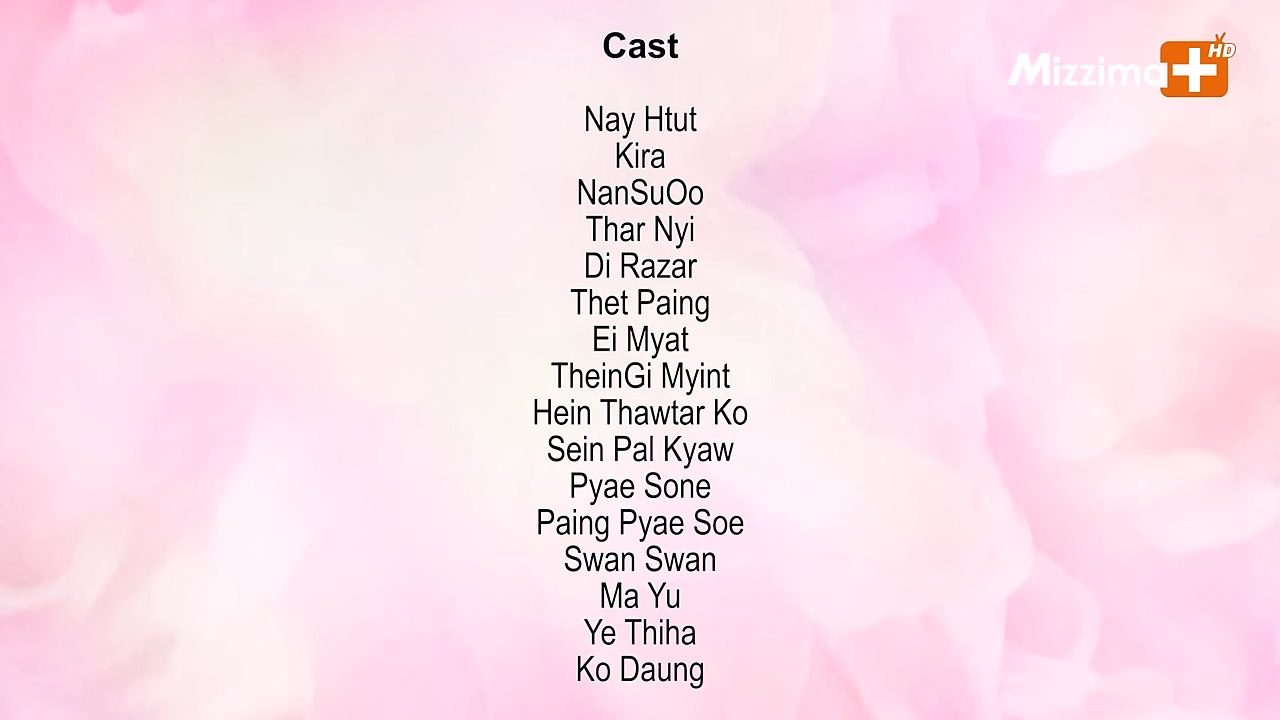 Cast
Mizzima+ HD
Nay Htut
Kira
NanSuOo
Thar Nyi
Di Razar
Thet Paing
Ei Myat
TheinGi Myint
Hein Thawtar Ko
Sein Pal Kyaw
Pyae Sone
Paing Pyae Soe
Swan Swan
Ma Yu
Ye Thiha
Ko Daung